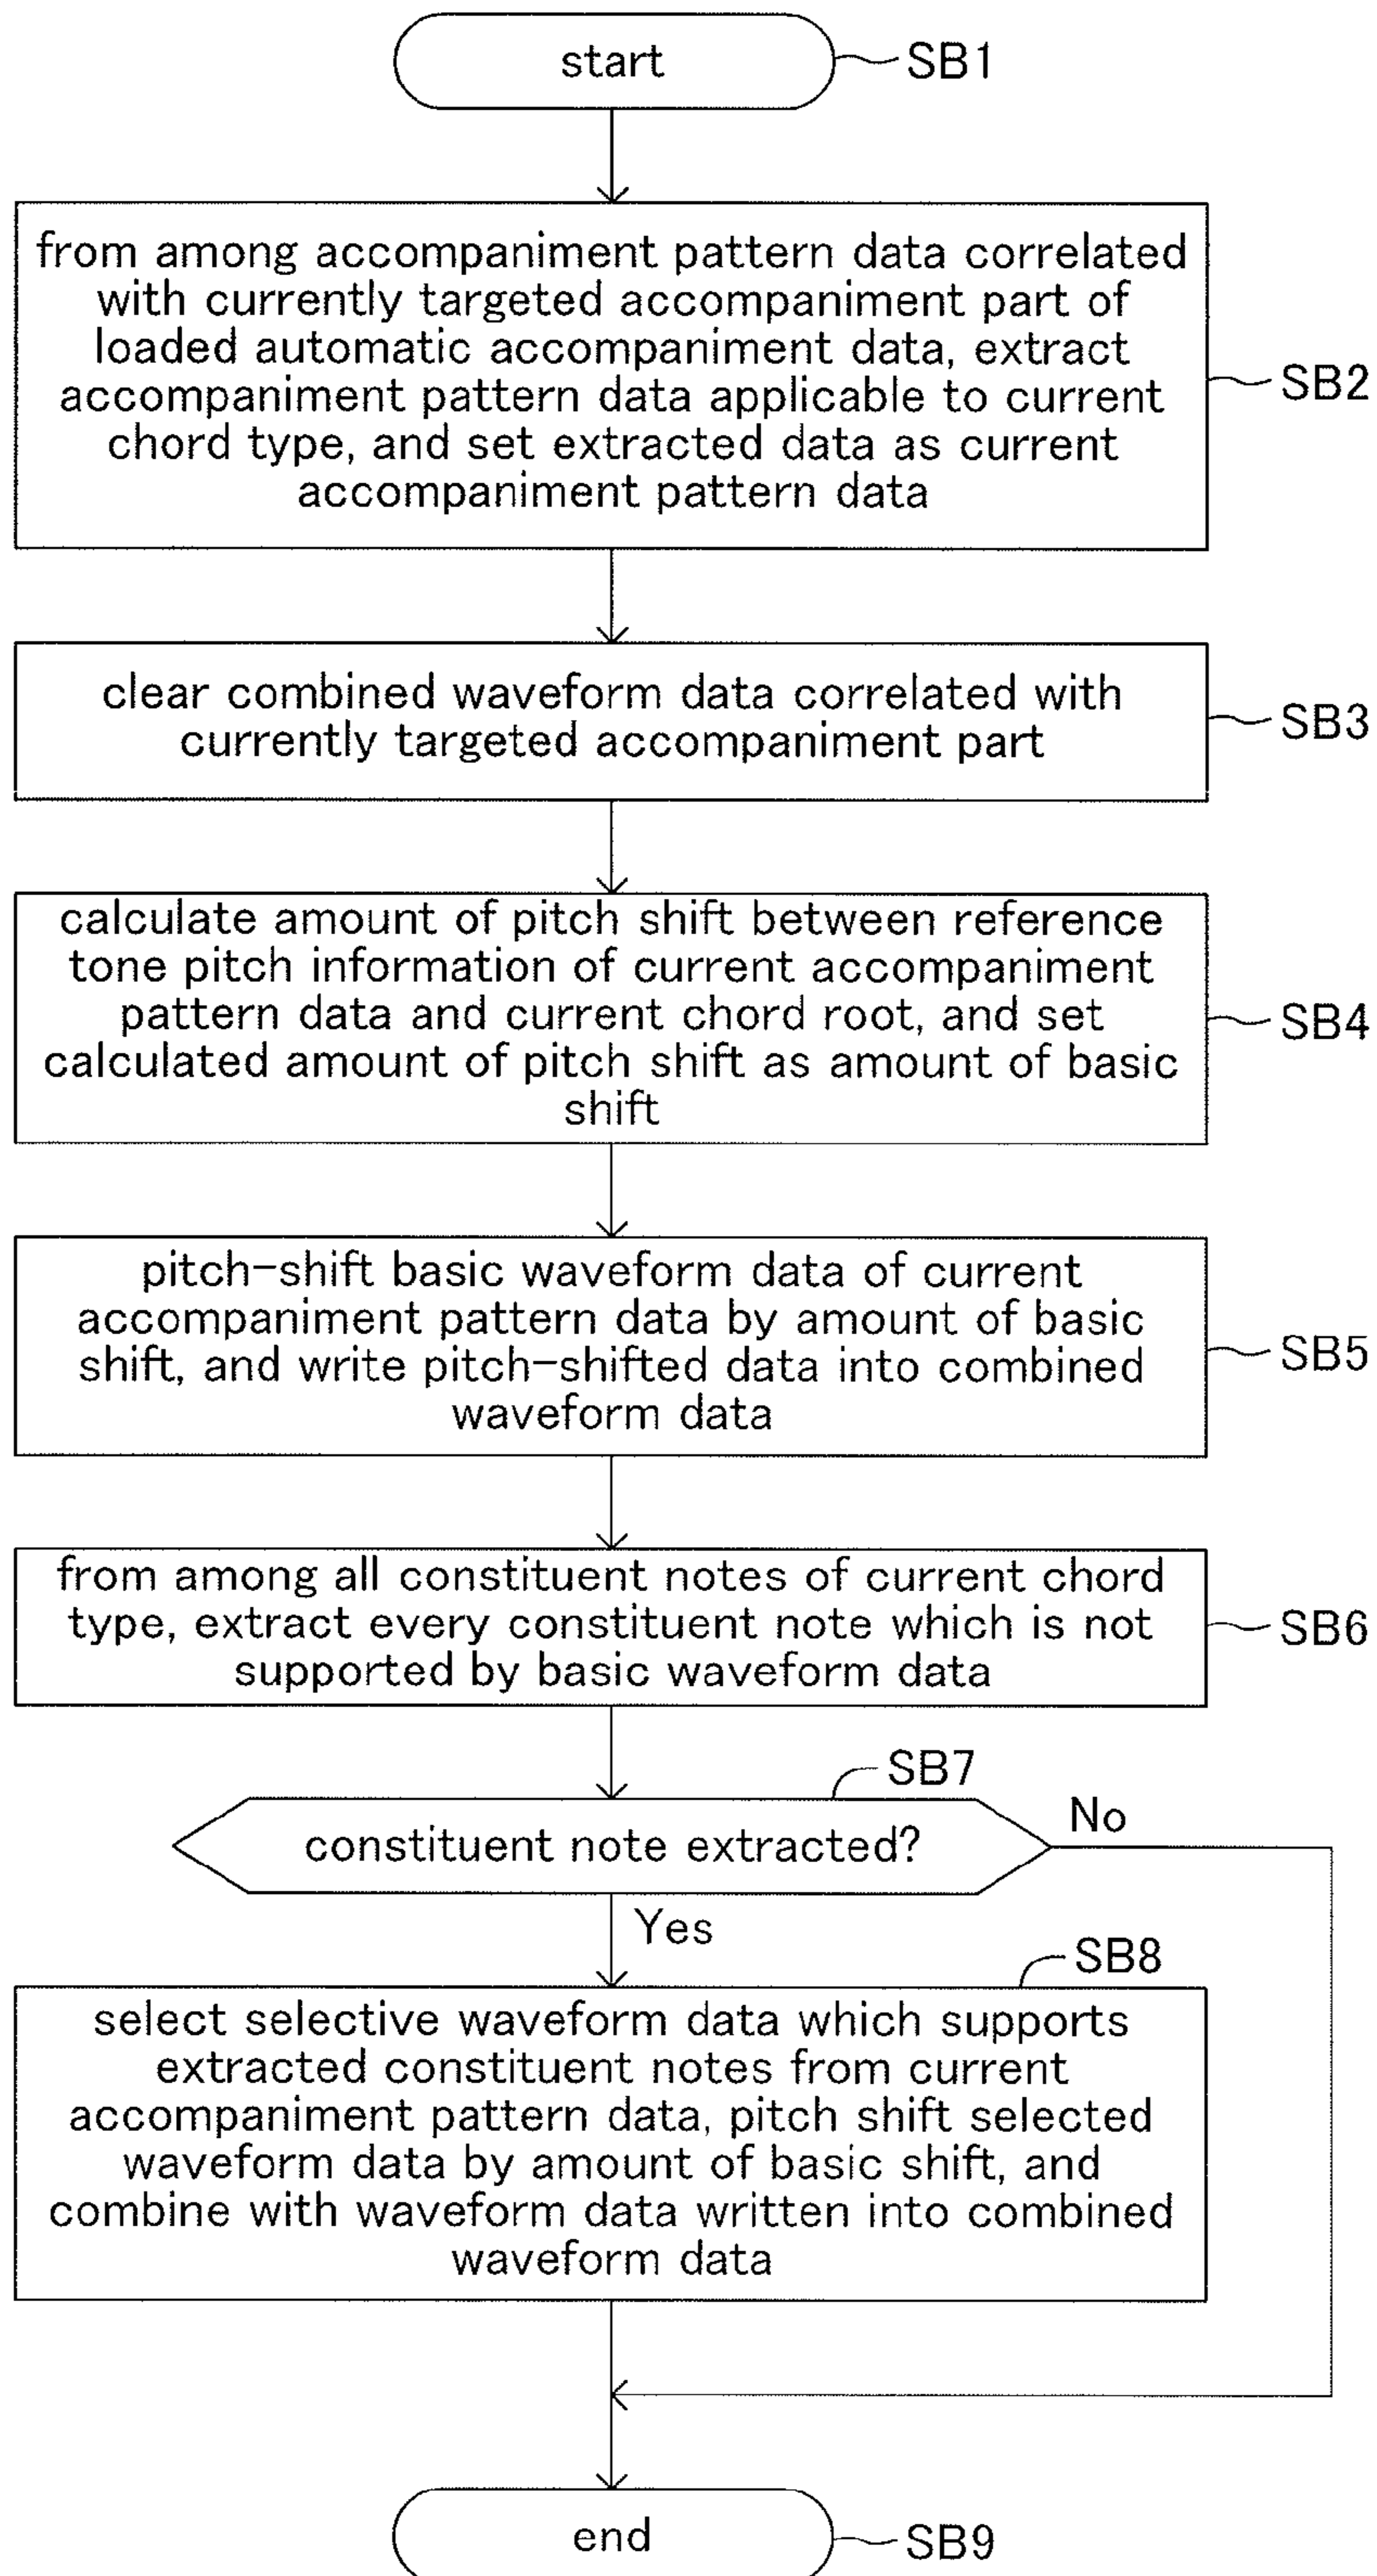 start
SB1
from among accompaniment pattern data correlated
with currently targeted accompaniment part of
loaded automatic accompaniment data, extract
accompaniment pattern data applicable to current
chord type, and set extracted data as current
accompaniment pattern data
SB2
clear combined waveform data correlated with
currently targeted accompaniment part
SB3
calculate amount of pitch shift between reference
tone pitch information of current accompaniment
pattern data and current chord root, and set
calculated amount of pitch shift as amount of basic
shift
SB4
pitch-shift basic waveform data of current
accompaniment pattern data by amount of basic
shift, and write pitch-shifted data into combined
waveform data
SB5
from among all constituent notes of current chord
type, extract every constituent note which is not
supported by basic waveform data
SB6
SB7
constituent note extracted?
No
Yes
SB8
select selective waveform data which supports
extracted constituent notes from current
accompaniment pattern data, pitch shift selected
waveform data by amount of basic shift, and
combine with waveform data written into combined
waveform data
end
SB9